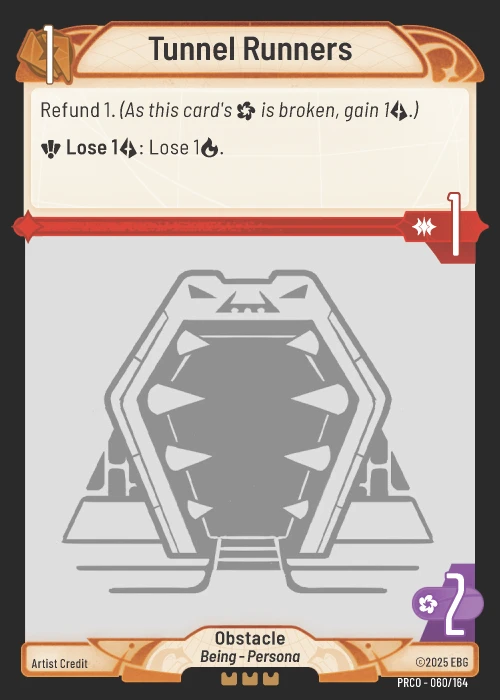 1
Tunnel Runners
Refund 1. (As this card's is broken, gain 1.)
Lose 1: Lose 1.
1
2
Obstacle
Being - Persona
Artist Credit
©2025 EBG
PRCO - 060/164